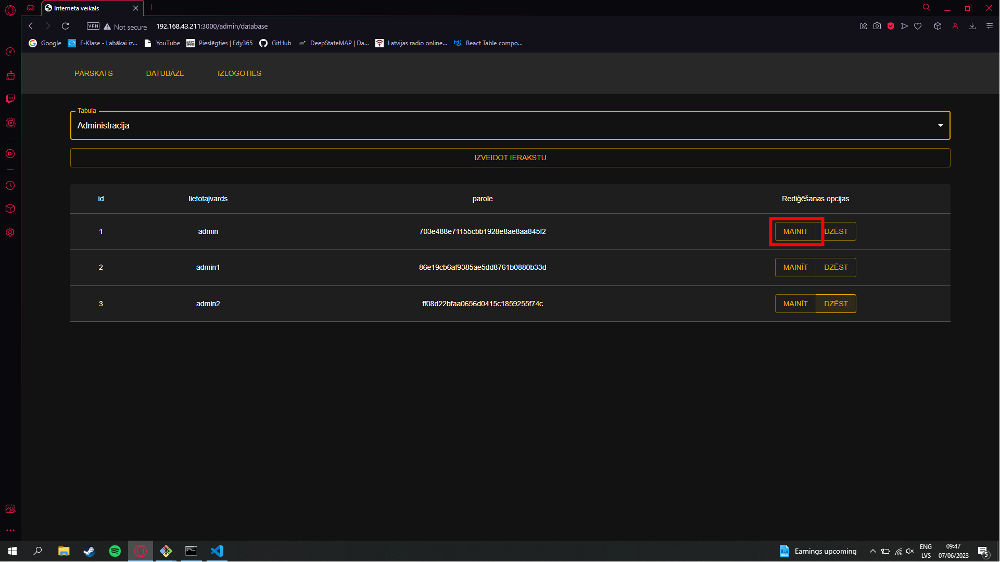 Interneta veikals
VPN Not secure 192.168.43.211:3000/admin/database
Google E-Klase - Labākai iz... YouTube Pieslēgties | Edy365 GitHub DeepStateMAP | Da... Latvijas radio online... React Table compo...
PĀRSKATS DATUBĀZE IZLOGOTIES
Tabula
Administracija
IZVEIDOT IERAKSTU
id lietotajvards parole Rediģēšanas opcijas
1 admin 703e488e71155cbb1928e8ae8aa845f2 MAINĪT DZĒST
2 admin1 86e19cb6af9385ae5dd8761b0880b33d MAINĪT DZĒST
3 admin2 ff08d22bfaa0656d0415c1859255f74c MAINĪT DZĒST
Earnings upcoming
ENG
LVS
09:47
07/06/2023
5